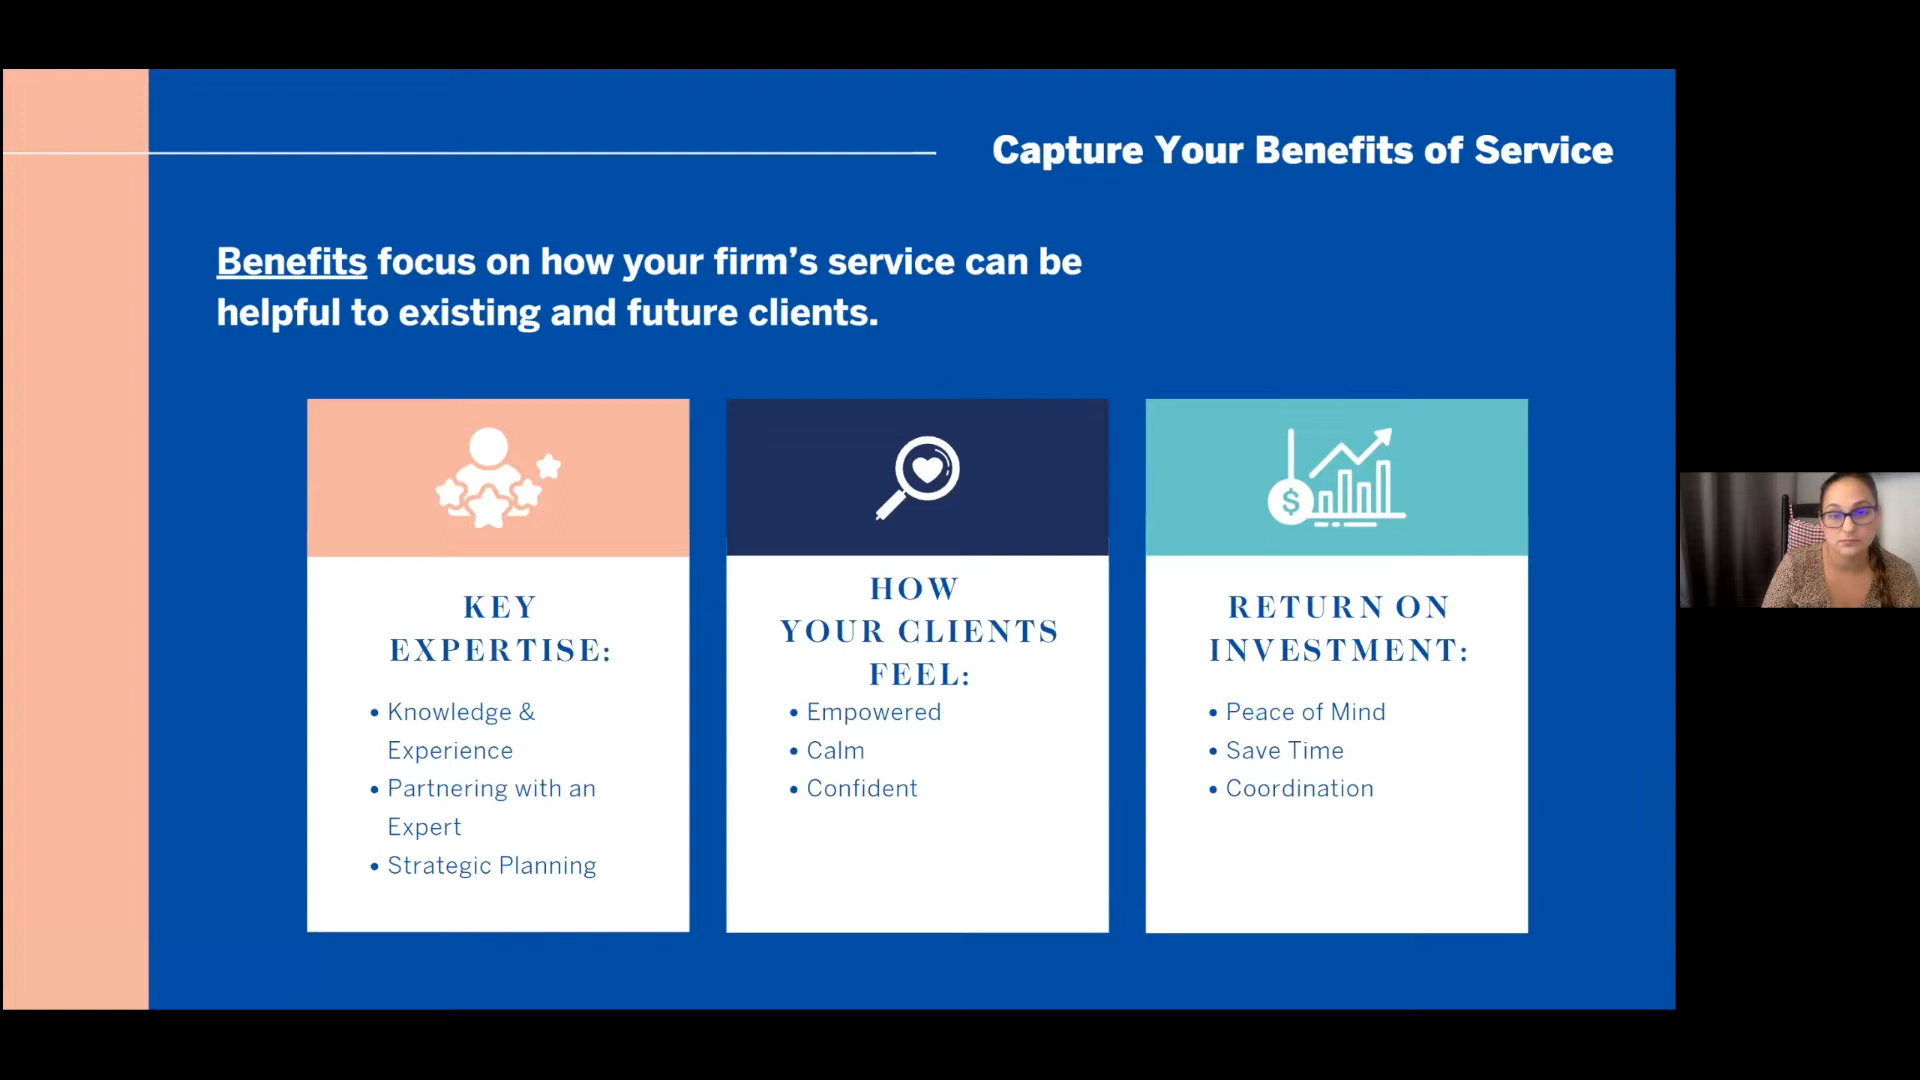 Capture Your Benefits of Service
Benefits focus on how your firm's service can be
helpful to existing and future clients.
KEY
EXPERTISE:
• Knowledge &
Experience
• Partnering with an
Expert
• Strategic Planning
HOW
YOUR CLIENTS
FEEL:
• Empowered
• Calm
• Confident
$
RETURN ON
INVESTMENT:
• Peace of Mind
• Save Time
• Coordination